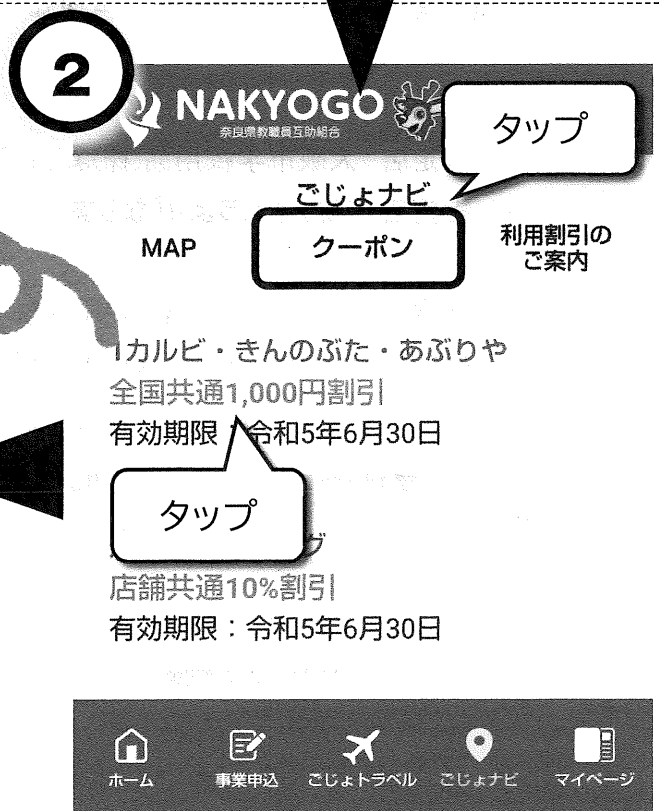 2
NAKYOGO
奈良県教職員互助組合
タップ
ごじょナビ
MAP
クーポン
利用割引の
ご案内
1カルビ・きんのぶた・あぶりや
全国共通1,000円割引
有効期限：令和5年6月30日
タップ
グ
店舗共通10%割引
有効期限：令和5年6月30日
ホーム
事業申込
ごじょトラベル
ごじょナビ
マイページ